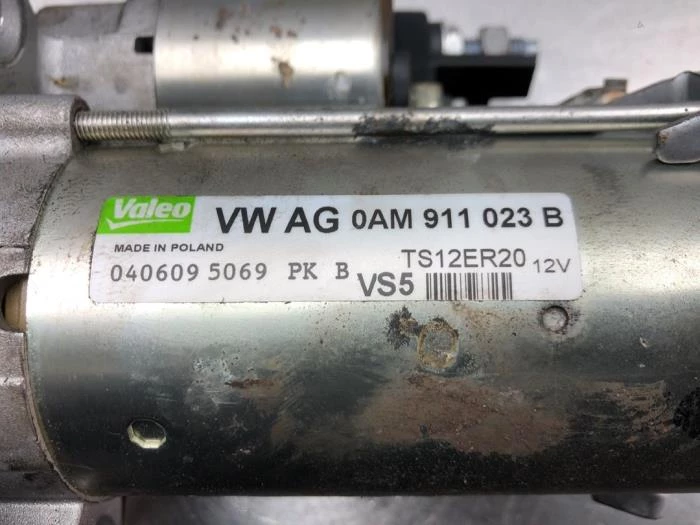 Valeo VW AG 0AM 911 023 B
MADE IN POLAND TS12ER20 12V
040609 5069 PK B VS5